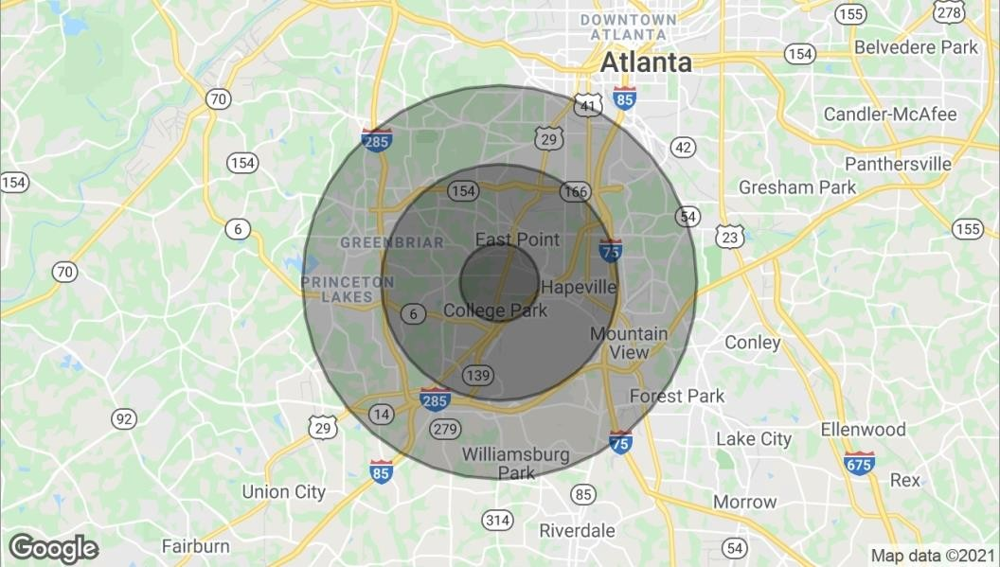 155
278
DOWNTOWN
ATLANTA
154
Belvedere Park
Atlanta
70
41
85
Candler-McAfee
285
29
42
154
Panthersville
154
154
166
Gresham Park
54
6
East Point
23
155
GREENBRIAR
75
70
PRINCETON
LAKES
Hapeville
6
College Park
Mountain
View
Conley
139
285
Forest Park
14
92
29
279
Ellenwood
75
Lake City
Williamsburg
Park
85
675
Rex
Union City
85
Morrow
314
Riverdale
Google
Fairburn
54
Map data ©2021